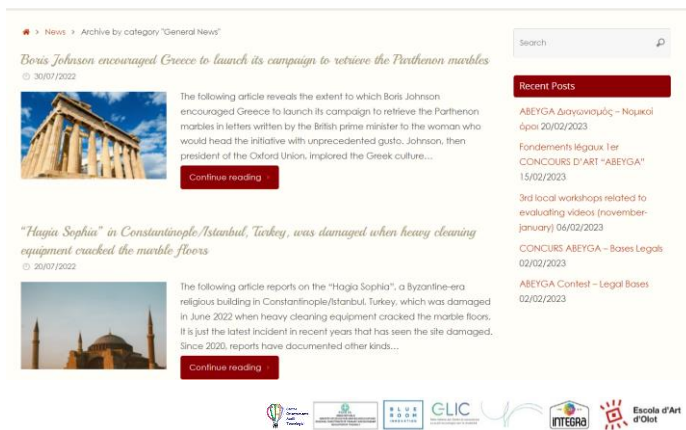 News > Archive by category "General News"
Boris Johnson encouraged Greece to launch its campaign to retrieve the Parthenon marbles
30/07/2022
The following article reveals the extent to which Boris Johnson
encouraged Greece to launch its campaign to retrieve the Parthenon
marbles in letters written by the British prime minister to the woman who
would head the initiative with unprecedented gusto. Johnson, then
president of the Oxford Union, implored the Greek culture…
Continue reading
"Hagia Sophia" in Constantinople/Istanbul, Turkey, was damaged when heavy cleaning
equipment cracked the marble floors
20/07/2022
The following article reports on the "Hagia Sophia", a Byzantine-era
religious building in Constantinople/Istanbul, Turkey, which was damaged
in June 2022 when heavy cleaning equipment cracked the marble floors.
It is just the latest incident in recent years that has seen the site damaged.
Since 2020, reports have documented other kinds…
Continue reading
Search
Recent Posts
ABEYGA Διαγωνισμός – Νομικοί
όροι 20/02/2023
Fondements légaux 1er
CONCOURS D'ART "ABEYGA"
15/02/2023
3rd local workshops related to
evaluating videos (november-
january) 06/02/2023
CONCURS ABEYGA – Bases Legals
02/02/2023
ABEYGA Contest – Legal Bases
02/02/2023
BLUE
ROOM
INNOVATION
CLIC
INTEGRA
Escola d'Art
d'Olot